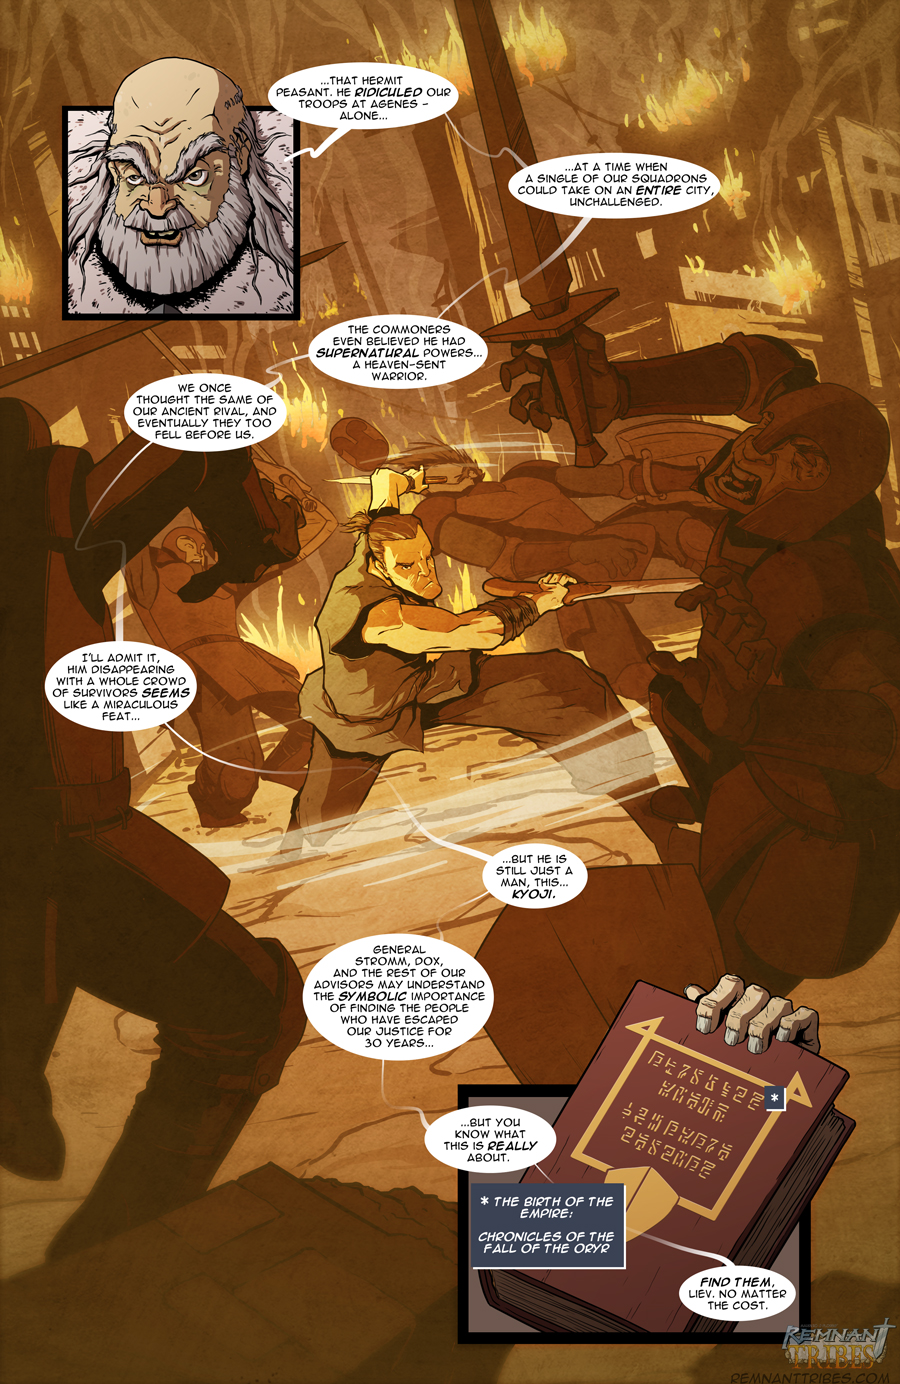 ...THAT HERMIT
PEASANT. HE RIDICULED OUR
TROOPS AT AGENES -
ALONE...
...AT A TIME WHEN
A SINGLE OF OUR SQUADRONS
COULD TAKE ON AN ENTIRE CITY,
UNCHALLENGED.
THE COMMONERS
EVEN BELIEVED HE HAD
SUPERNATURAL POWERS...
A HEAVEN-SENT
WARRIOR.
WE ONCE
THOUGHT THE SAME OF
OUR ANCIENT RIVAL, AND
EVENTUALLY THEY TOO
FELL BEFORE US.
I'LL ADMIT IT,
HIM DISAPPEARING
WITH A WHOLE CROWD
OF SURVIVORS SEEMS
LIKE A MIRACULOUS
FEAT...
...BUT HE IS
STILL JUST A
MAN, THIS...
KYOJI.
GENERAL
STROMM, DOX,
AND THE REST OF OUR
ADVISORS MAY UNDERSTAND
THE SYMBOLIC IMPORTANCE
OF FINDING THE PEOPLE
WHO HAVE ESCAPED
OUR JUSTICE FOR
30 YEARS...
...BUT YOU
KNOW WHAT
THIS IS REALLY
ABOUT.
*
* THE BIRTH OF THE
EMPIRE:
CHRONICLES OF THE
FALL OF THE ORYR
FIND THEM,
LIEV. NO MATTER
THE COST.
REMNANT
TRIBES
REMNANTTRIBES.COM